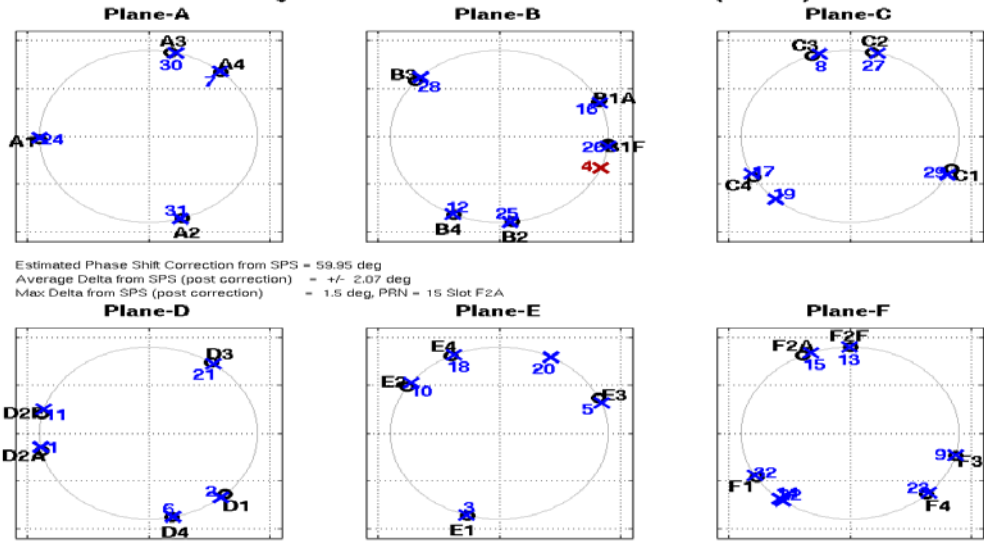 Plane-A
Plane-B
Plane-C
A3
30
A4
7
A1
24
31
A2
B3
28
B1A
16
26
B1F
4
12
B4
25
B2
C3
8
C2
27
17
C4
19
29
C1
Estimated Phase Shift Correction from SPS = 59.95 deg
Average Delta from SPS (post correction) = +/- 2.07 deg
Max Delta from SPS (post correction) = 1.5 deg, PRN = 15 Slot F2A
Plane-D
Plane-E
Plane-F
D3
21
11
1
D2A
2
D1
6
D4
E4
18
20
E2
10
E3
5
3
E1
F2A
15
F2F
13
9
F3
F1
23
F4